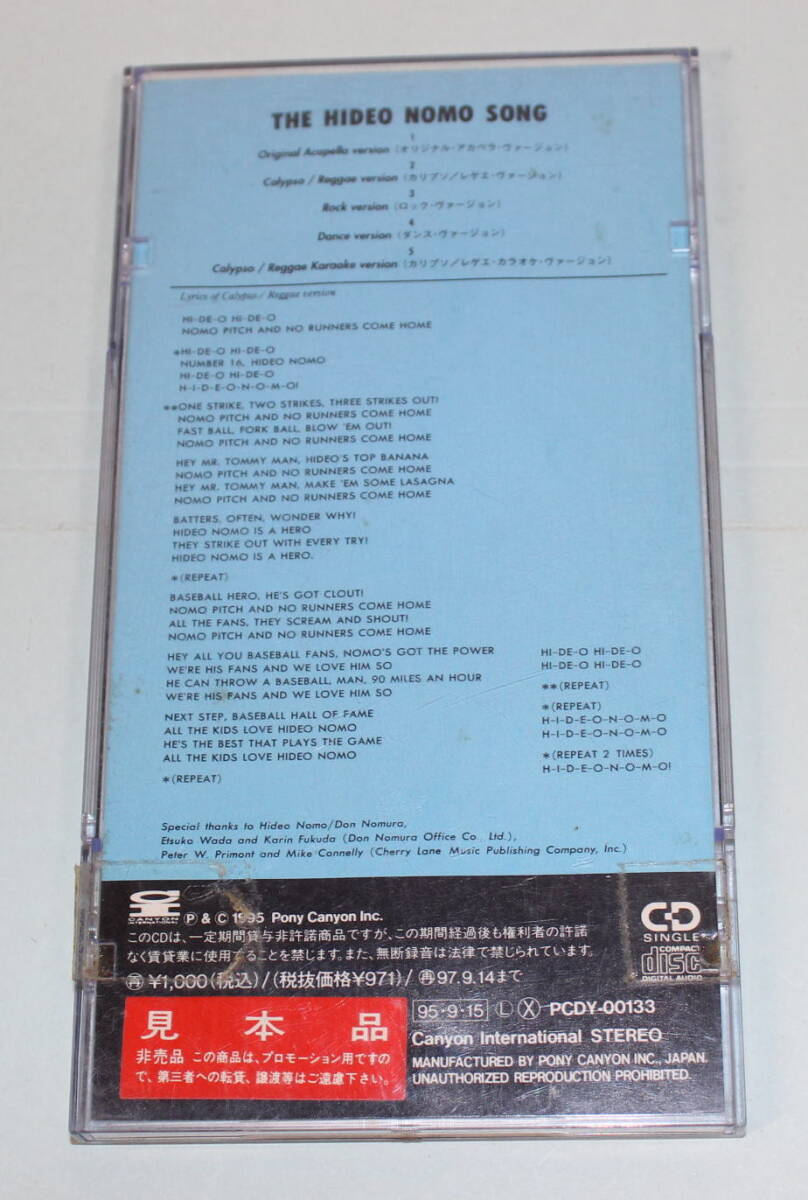 THE HIDEO NOMO SONG
1
Original Acapella version (オリジナル・アカペラ・ヴァージョン)
2
Calypso / Reggae version (カリプソ／レゲエ・ヴァージョン)
3
Rock version (ロック・ヴァージョン)
4
Dance version (ダンス・ヴァージョン)
5
Calypso / Reggae Karaoke version (カリプソ／レゲエ・カラオケ・ヴァージョン)
Lyrics of Calypso / Reggae version
HI-DE-O HI-DE-O
NOMO PITCH AND NO RUNNERS COME HOME
*HI-DE-O HI-DE-O
NUMBER 16, HIDEO NOMO
HI-DE-O HI-DE-O
H-I-D-E-O-N-O-M-O!
**ONE STRIKE, TWO STRIKES, THREE STRIKES OUT!
NOMO PITCH AND NO RUNNERS COME HOME
FAST BALL, FORK BALL, BLOW 'EM OUT!
NOMO PITCH AND NO RUNNERS COME HOME
HEY MR. TOMMY MAN, HIDEO'S TOP BANANA
NOMO PITCH AND NO RUNNERS COME HOME
HEY MR. TOMMY MAN, MAKE 'EM SOME LASAGNA
NOMO PITCH AND NO RUNNERS COME HOME
BATTERS, OFTEN, WONDER WHY!
HIDEO NOMO IS A HERO
THEY STRIKE OUT WITH EVERY TRY!
HIDEO NOMO IS A HERO.
*(REPEAT)
BASEBALL HERO, HE'S GOT CLOUT!
NOMO PITCH AND NO RUNNERS COME HOME
ALL THE FANS, THEY SCREAM AND SHOUT!
NOMO PITCH AND NO RUNNERS COME HOME
HEY ALL YOU BASEBALL FANS, NOMO'S GOT THE POWER
WE'RE HIS FANS AND WE LOVE HIM SO
HE CAN THROW A BASEBALL, MAN, 90 MILES AN HOUR
WE'RE HIS FANS AND WE LOVE HIM SO
NEXT STEP, BASEBALL HALL OF FAME
ALL THE KIDS LOVE HIDEO NOMO
HE'S THE BEST THAT PLAYS THE GAME
ALL THE KIDS LOVE HIDEO NOMO
*(REPEAT)
HI-DE-O HI-DE-O
HI-DE-O HI-DE-O
**(REPEAT)
*(REPEAT)
H-I-D-E-O-N-O-M-O
H-I-D-E-O-N-O-M-O
*(REPEAT 2 TIMES)
H-I-D-E-O-N-O-M-O!
Special thanks to Hideo Nomo/Don Nomura,
Etsuko Wada and Karin Fukuda (Don Nomura Office Co., Ltd.),
Peter W. Primont and Mike Connelly (Cherry Lane Music Publishing Company, Inc.)
CANYON INTERNATIONAL
Ⓟ & Ⓒ 1995 Pony Canyon Inc.
このCDは、一定期間貸与非許諾商品ですが、この期間経過後も権利者の許諾
なく賃貸業に使用てることを禁じます。また、無断録音は法律で禁じられています。
㊢¥1,000(税込)/(税抜価格¥971)/㊢97.9.14まで
CD SINGLE
COMPACT disc DIGITAL AUDIO
見本品
非売品 この商品は、プロモーション用ですの
で、第三者への転貸、譲渡等はご遠慮下さい。
95・9・15 Ⓛ Ⓧ PCDY-00133
Canyon International STEREO
MANUFACTURED BY PONY CANYON INC., JAPAN.
UNAUTHORIZED REPRODUCTION PROHIBITED.